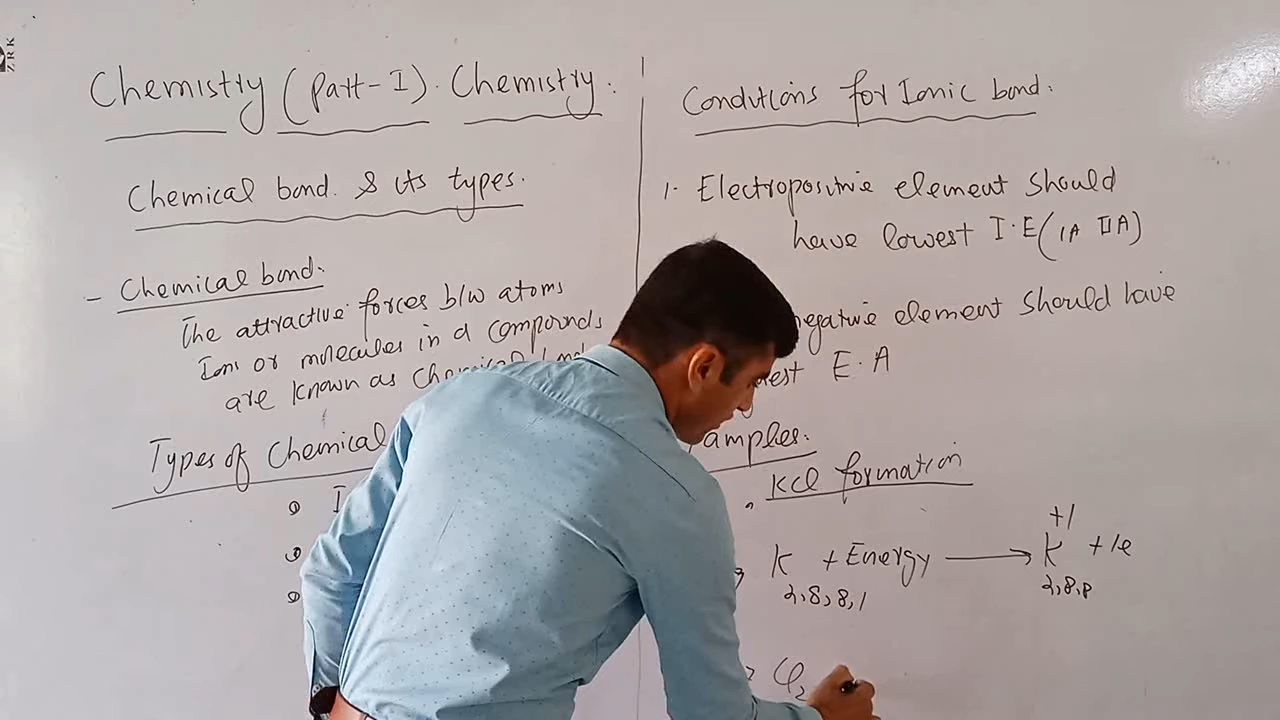 ZRK
Chemistry (Part-I). Chemistry:
Chemical bond. & its types.
- Chemical bond:
The attractive forces b/w atoms
Ions or molecules in a compounds
are known as
Types of Chemical
Conditions for Ionic bond:
1. Electropositive element should
have lowest I.E (IA IIA)
negative element should have
E.A
KCl formation
K + Energy ⟶ K +1 + 1e
2,8,8,1 2,8,8